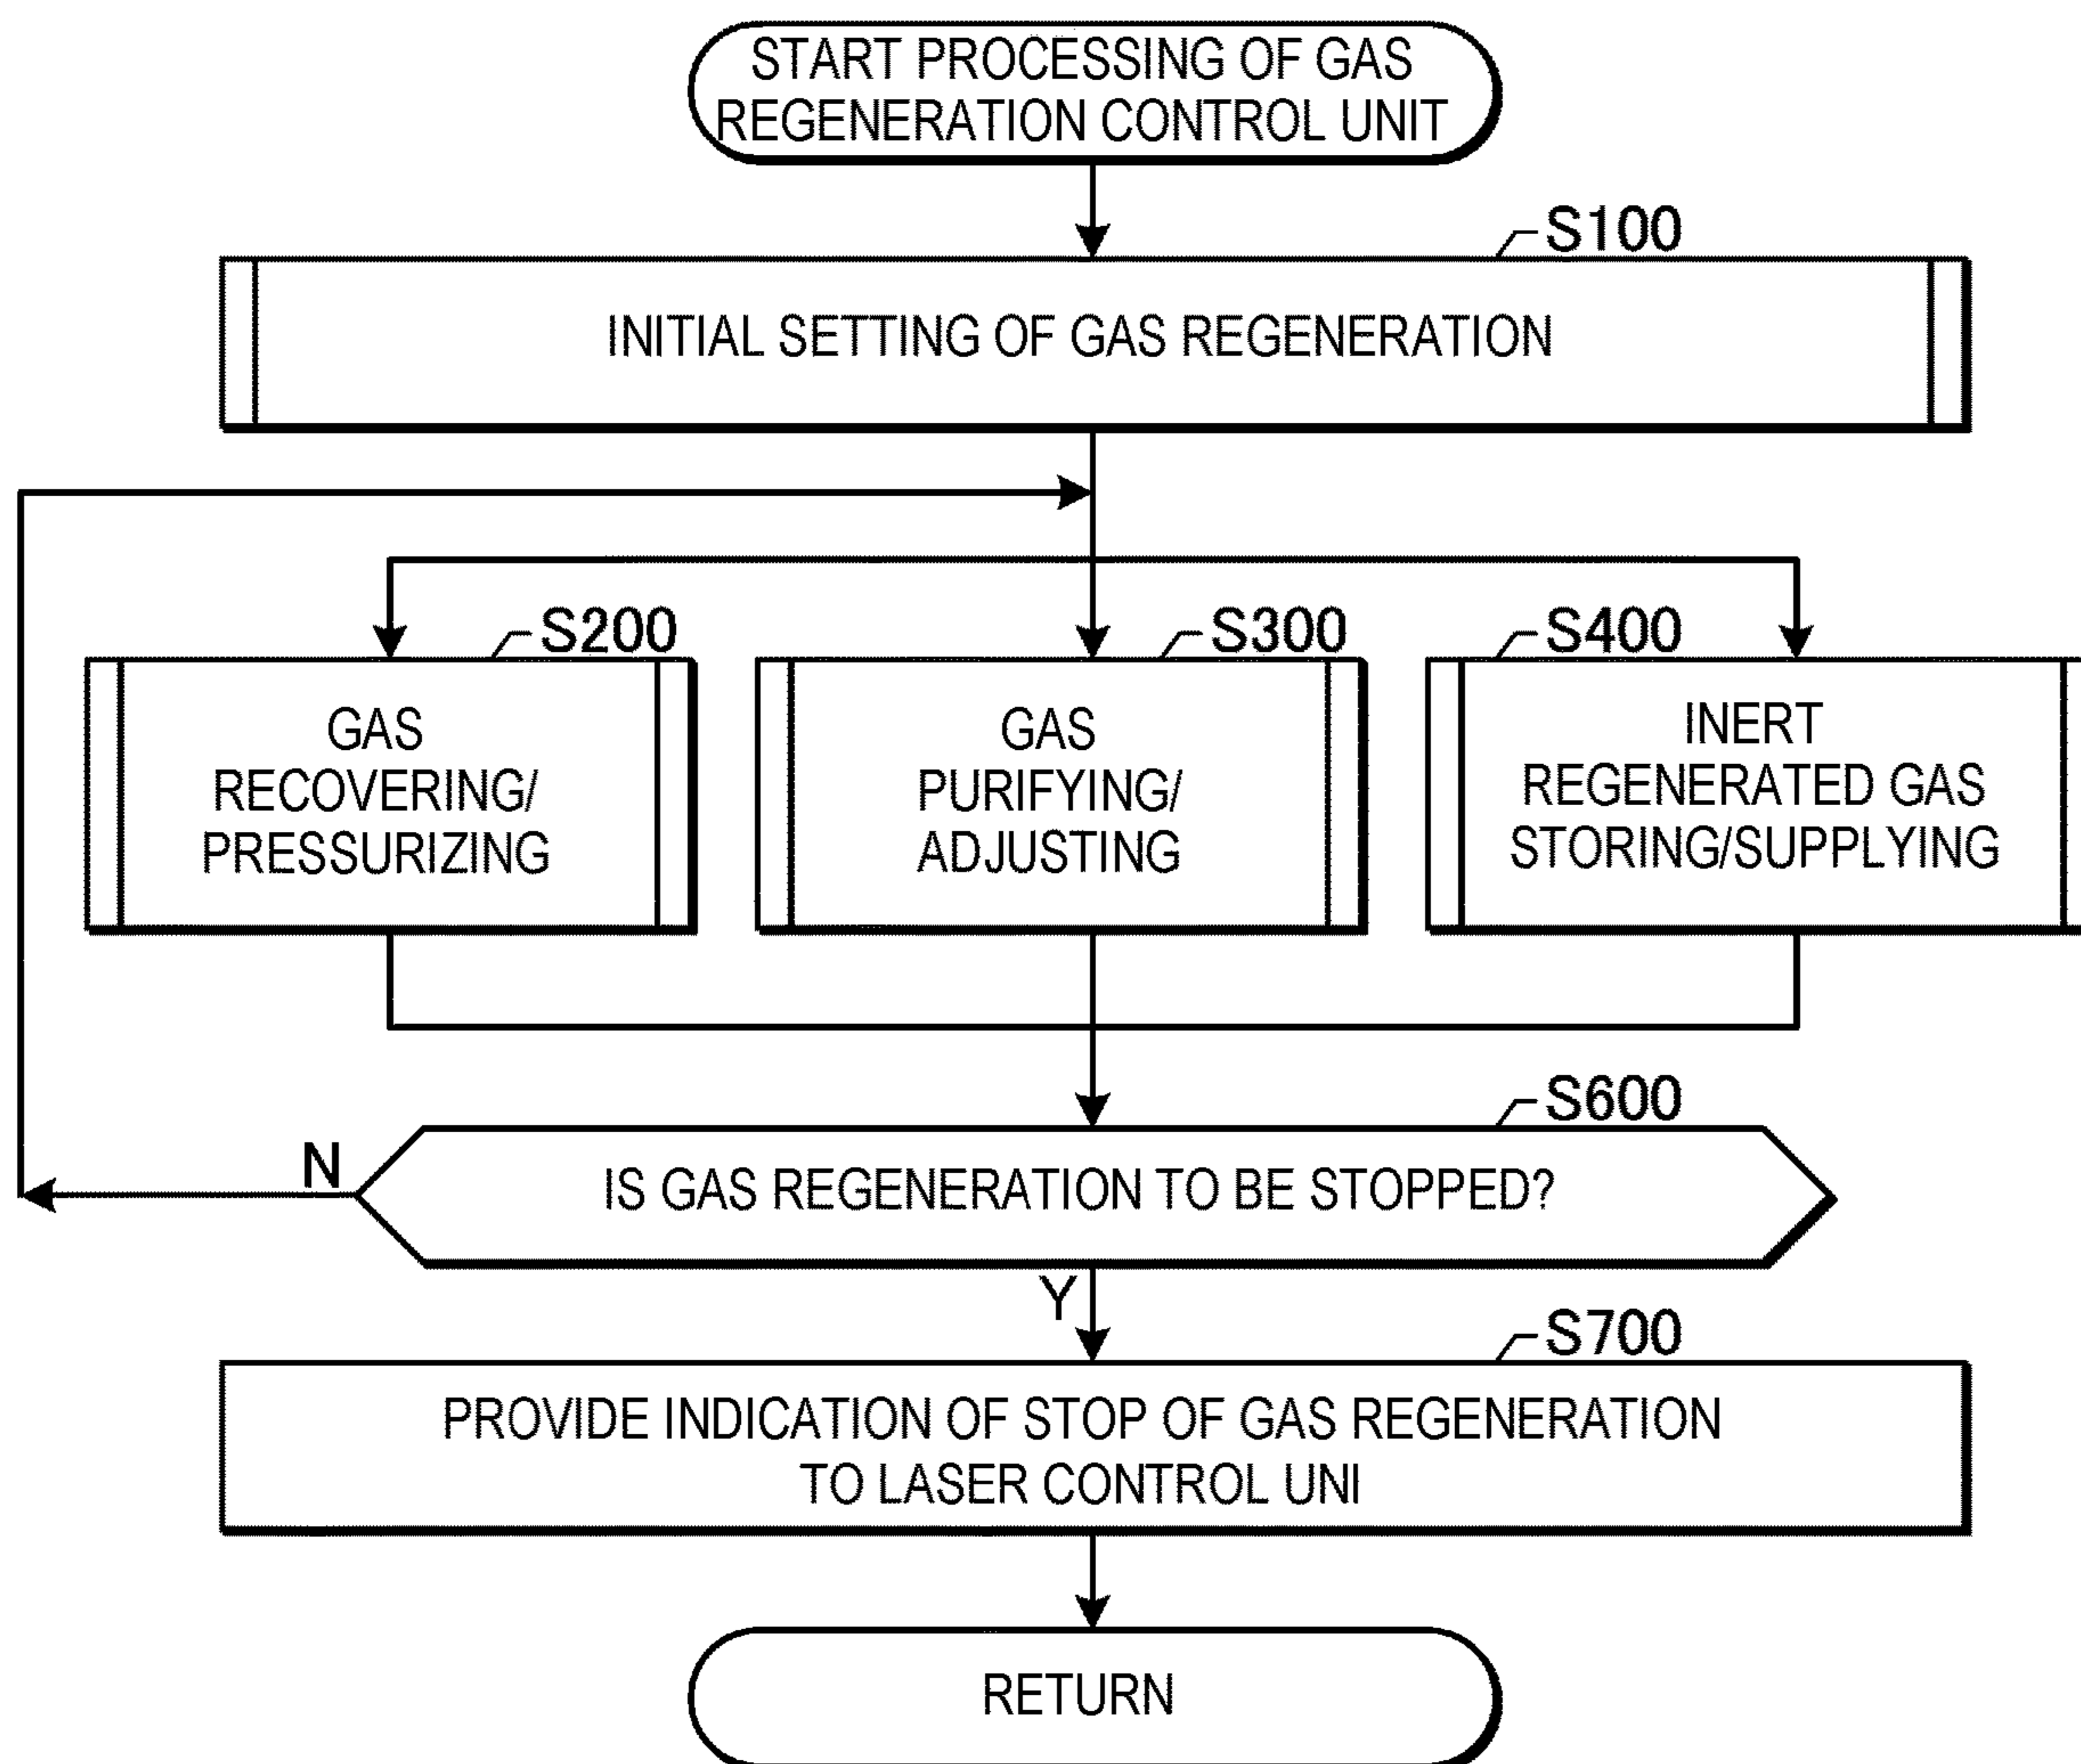 START PROCESSING OF GAS
REGENERATION CONTROL UNIT
S100
INITIAL SETTING OF GAS REGENERATION
S200
GAS
RECOVERING/
PRESSURIZING
S300
GAS
PURIFYING/
ADJUSTING
S400
INERT
REGENERATED GAS
STORING/SUPPLYING
S600
N
IS GAS REGENERATION TO BE STOPPED?
Y
S700
PROVIDE INDICATION OF STOP OF GAS REGENERATION
TO LASER CONTROL UNI
RETURN